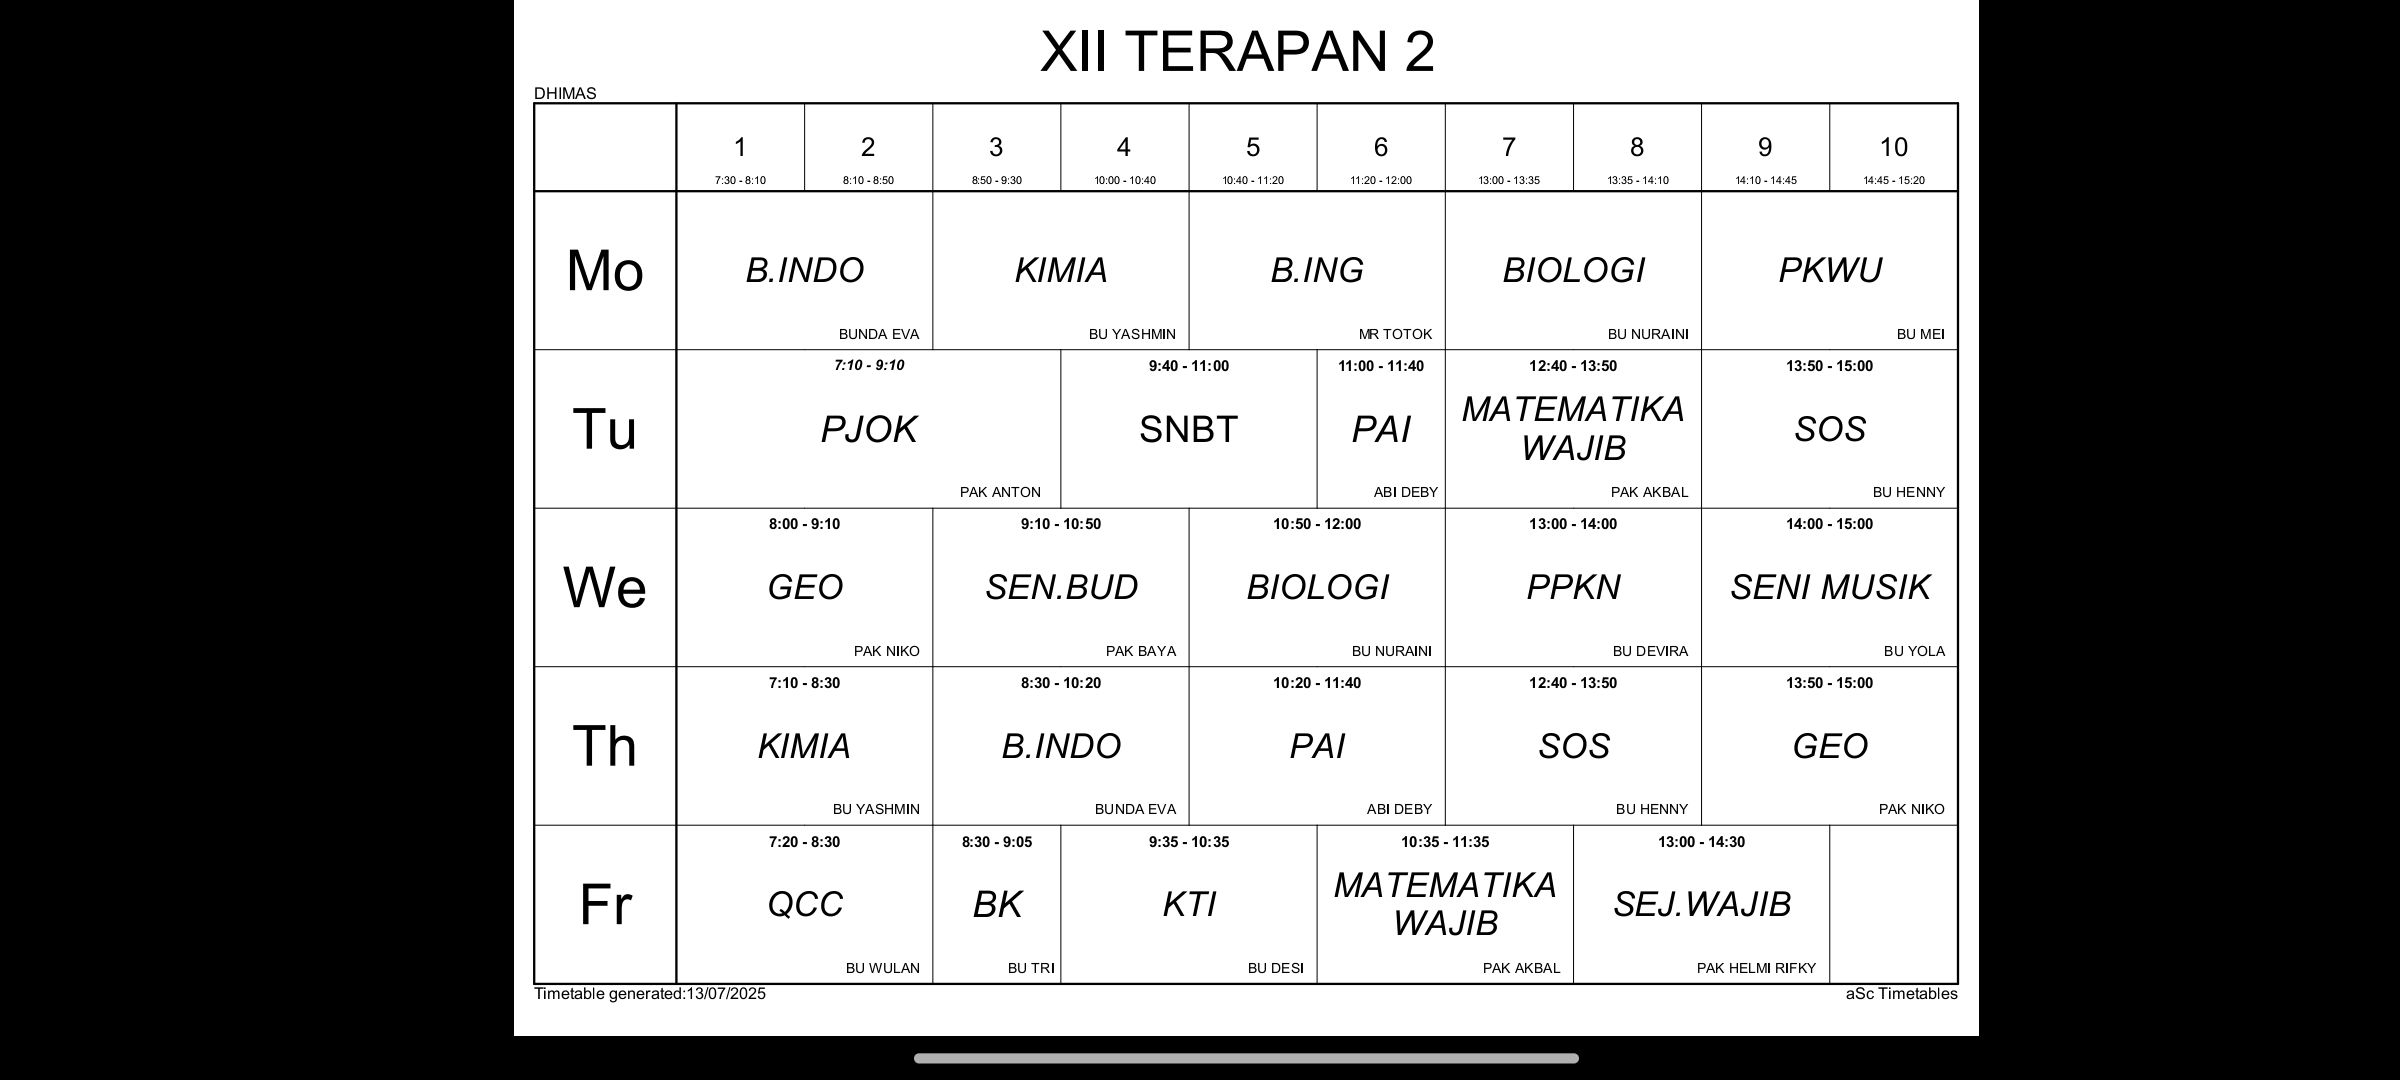 XII TERAPAN 2
DHIMAS
1 2 3 4 5 6 7 8 9 10
7:30 - 8:10 8:10 - 8:50 8:50 - 9:30 10:00 - 10:40 10:40 - 11:20 11:20 - 12:00 13:00 - 13:35 13:35 - 14:10 14:10 - 14:45 14:45 - 15:20
Mo B.INDO KIMIA B.ING BIOLOGI PKWU
BUNDA EVA BU YASHMIN MR TOTOK BU NURAINI BU MEI
7:10 - 9:10 9:40 - 11:00 11:00 - 11:40 12:40 - 13:50 13:50 - 15:00
Tu PJOK SNBT PAI MATEMATIKA WAJIB SOS
PAK ANTON ABI DEBY PAK AKBAL BU HENNY
8:00 - 9:10 9:10 - 10:50 10:50 - 12:00 13:00 - 14:00 14:00 - 15:00
We GEO SEN.BUD BIOLOGI PPKN SENI MUSIK
PAK NIKO PAK BAYA BU NURAINI BU DEVIRA BU YOLA
7:10 - 8:30 8:30 - 10:20 10:20 - 11:40 12:40 - 13:50 13:50 - 15:00
Th KIMIA B.INDO PAI SOS GEO
BU YASHMIN BUNDA EVA ABI DEBY BU HENNY PAK NIKO
7:20 - 8:30 8:30 - 9:05 9:35 - 10:35 10:35 - 11:35 13:00 - 14:30
Fr QCC BK KTI MATEMATIKA WAJIB SEJ.WAJIB
BU WULAN BU TRI BU DESI PAK AKBAL PAK HELMI RIFKY
Timetable generated:13/07/2025 aSc Timetables